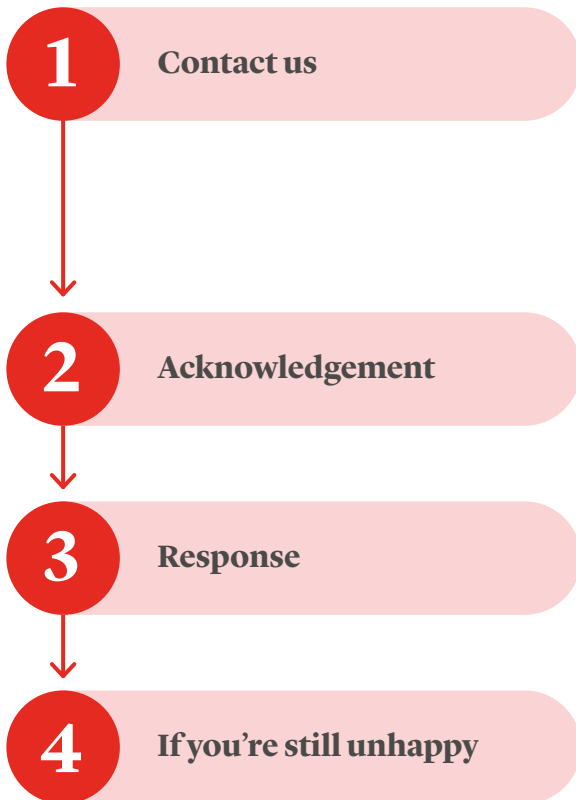 1 Contact us
2 Acknowledgement
3 Response
4 If you’re still unhappy